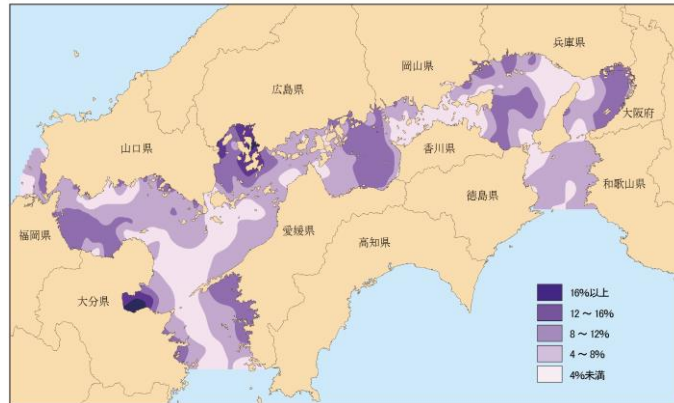 兵庫県
岡山県
広島県
大阪府
山口県
香川県
和歌山県
徳島県
愛媛県
福岡県
高知県
大分県
16%以上
12～16%
8～12%
4～8%
4%未満